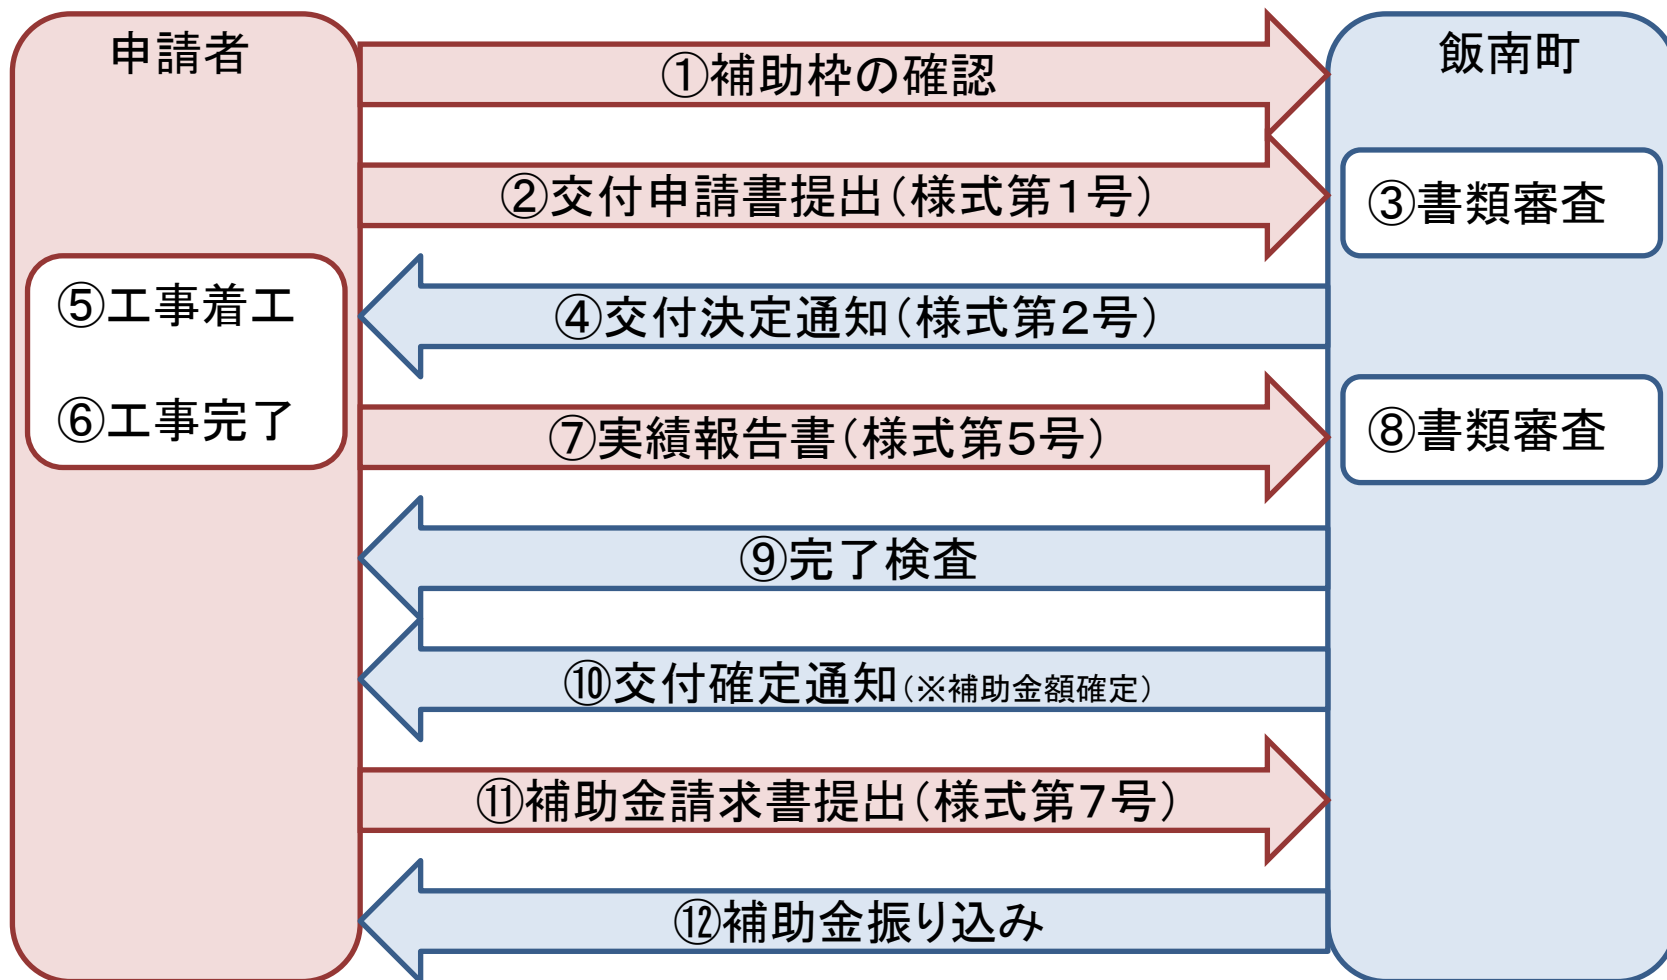 申請者
飯南町
①補助枠の確認
②交付申請書提出（様式第１号）
③書類審査
④交付決定通知（様式第２号）
⑤工事着工
⑥工事完了
⑦実績報告書（様式第５号）
⑧書類審査
⑨完了検査
⑩交付確定通知（※補助金額確定）
⑪補助金請求書提出（様式第７号）
⑫補助金振り込み